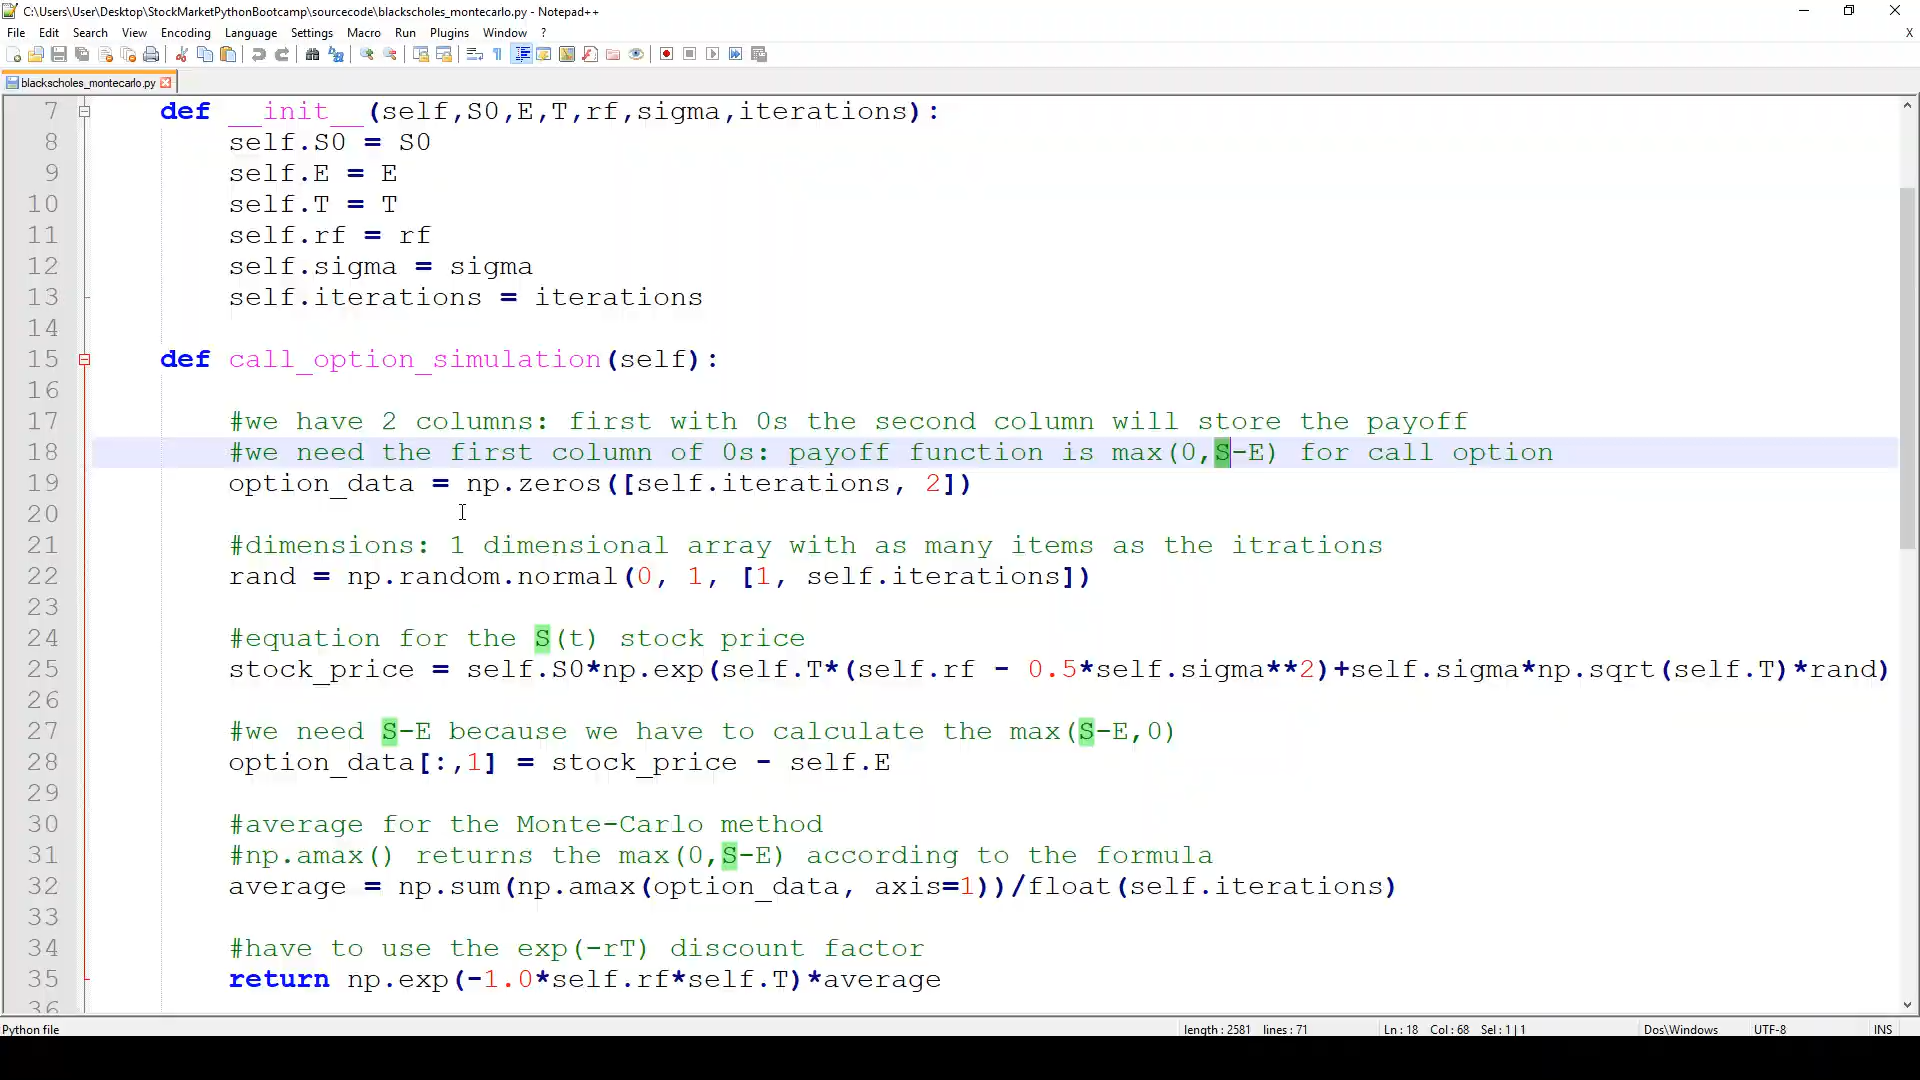 C:\Users\User\Desktop\StockMarketPythonBootcamp\sourcecode\blackscholes_montecarlo.py - Notepad++
File Edit Search View Encoding Language Settings Macro Run Plugins Window ? X
blackscholes_montecarlo.py
7 def __init__(self,S0,E,T,rf,sigma,iterations):
8 self.S0 = S0
9 self.E = E
10 self.T = T
11 self.rf = rf
12 self.sigma = sigma
13 self.iterations = iterations
14
15 def call_option_simulation(self):
16
17 #we have 2 columns: first with 0s the second column will store the payoff
18 #we need the first column of 0s: payoff function is max(0,S-E) for call option
19 option_data = np.zeros([self.iterations, 2])
20
21 #dimensions: 1 dimensional array with as many items as the itrations
22 rand = np.random.normal(0, 1, [1, self.iterations])
23
24 #equation for the S(t) stock price
25 stock_price = self.S0*np.exp(self.T*(self.rf - 0.5*self.sigma**2)+self.sigma*np.sqrt(self.T)*rand)
26
27 #we need S-E because we have to calculate the max(S-E,0)
28 option_data[:,1] = stock_price - self.E
29
30 #average for the Monte-Carlo method
31 #np.amax() returns the max(0,S-E) according to the formula
32 average = np.sum(np.amax(option_data, axis=1))/float(self.iterations)
33
34 #have to use the exp(-rT) discount factor
35 return np.exp(-1.0*self.rf*self.T)*average
36
Python file length : 2581 lines : 71 Ln : 18 Col : 68 Sel : 1 | 1 Dos\Windows UTF-8 INS